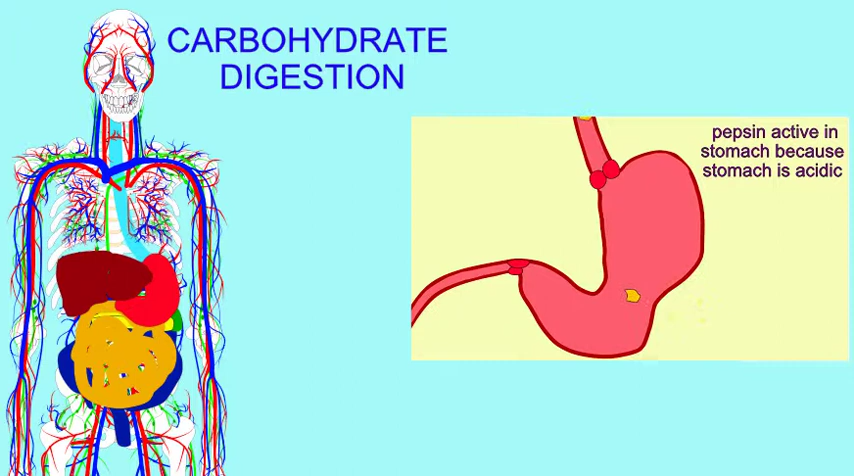 CARBOHYDRATE
DIGESTION
pepsin active in
stomach because
stomach is acidic